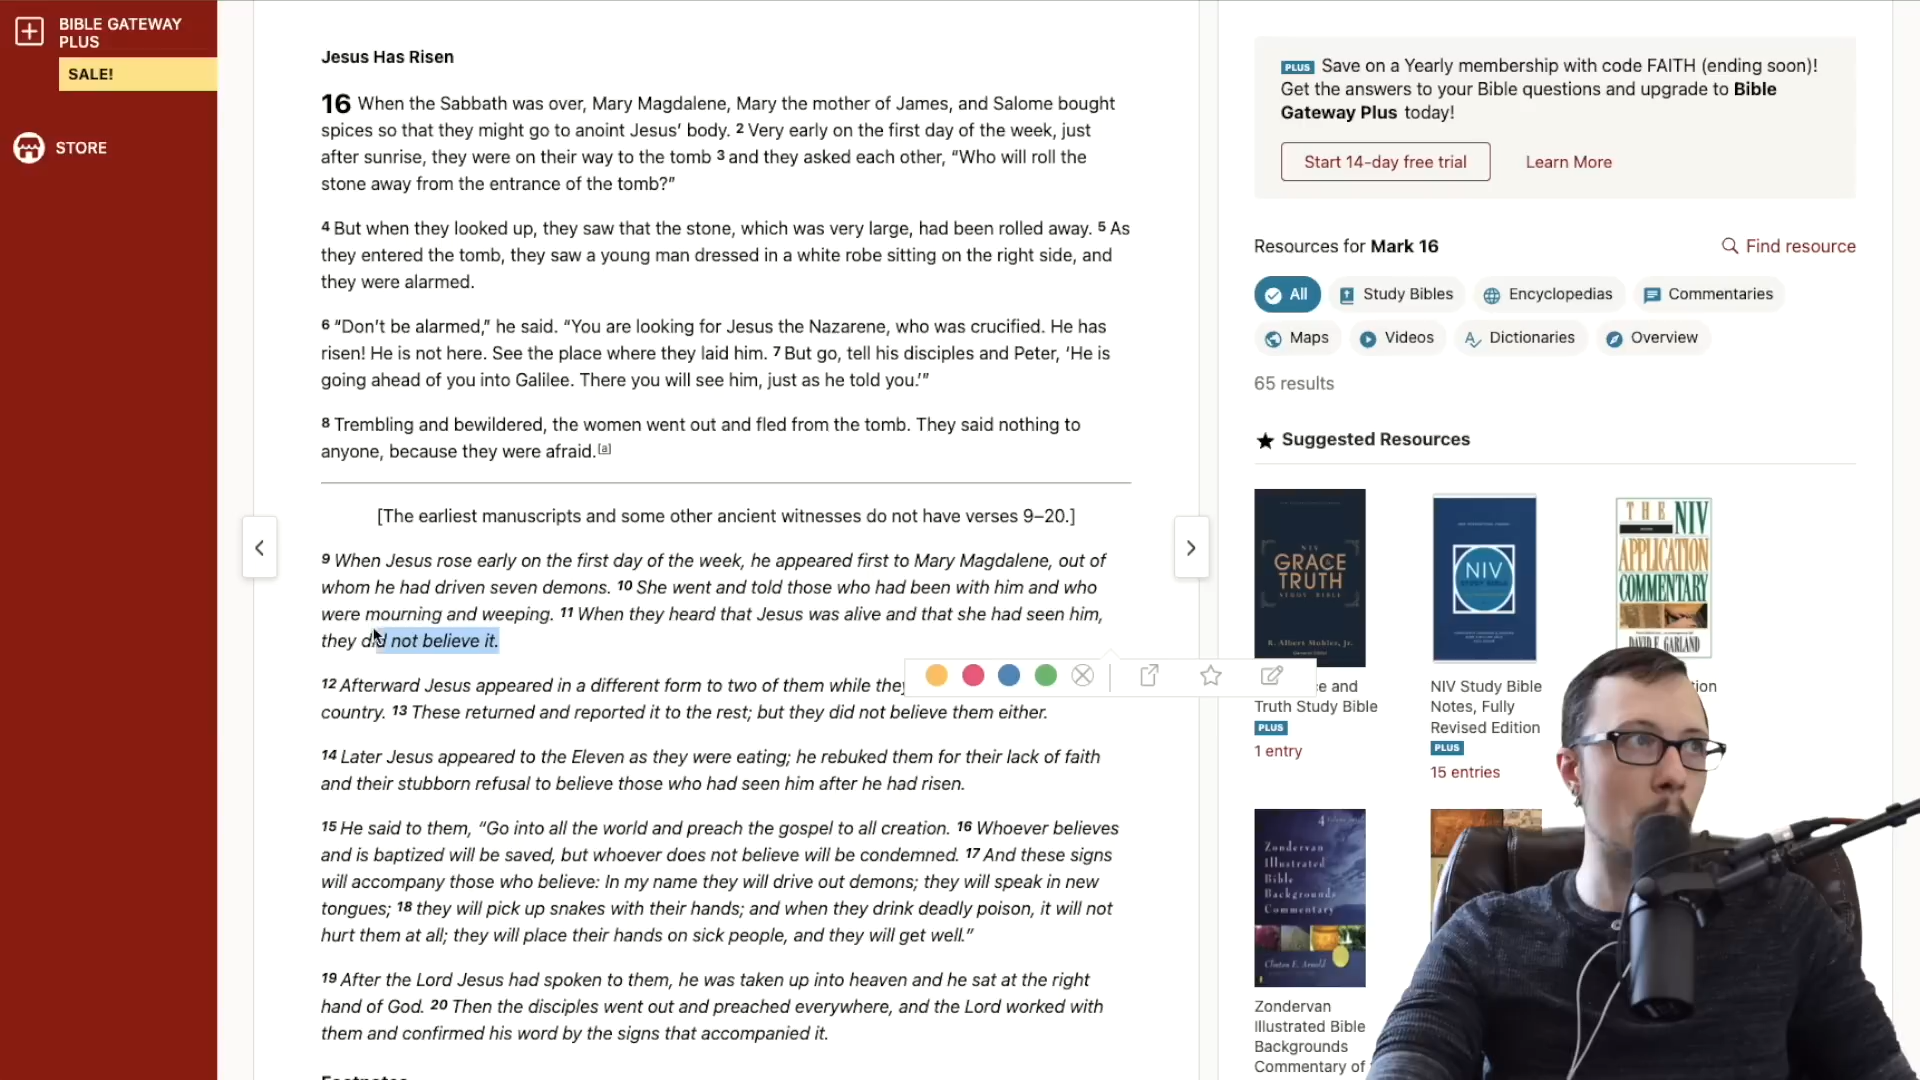 BIBLE GATEWAY
PLUS
SALE!
STORE
Jesus Has Risen
16 When the Sabbath was over, Mary Magdalene, Mary the mother of James, and Salome bought
spices so that they might go to anoint Jesus’ body. 2 Very early on the first day of the week, just
after sunrise, they were on their way to the tomb 3 and they asked each other, “Who will roll the
stone away from the entrance of the tomb?”
4 But when they looked up, they saw that the stone, which was very large, had been rolled away. 5 As
they entered the tomb, they saw a young man dressed in a white robe sitting on the right side, and
they were alarmed.
6 “Don’t be alarmed,” he said. “You are looking for Jesus the Nazarene, who was crucified. He has
risen! He is not here. See the place where they laid him. 7 But go, tell his disciples and Peter, ‘He is
going ahead of you into Galilee. There you will see him, just as he told you.’”
8 Trembling and bewildered, the women went out and fled from the tomb. They said nothing to
anyone, because they were afraid.[a]
[The earliest manuscripts and some other ancient witnesses do not have verses 9–20.]
9 When Jesus rose early on the first day of the week, he appeared first to Mary Magdalene, out of
whom he had driven seven demons. 10 She went and told those who had been with him and who
were mourning and weeping. 11 When they heard that Jesus was alive and that she had seen him,
they did not believe it.
12 Afterward Jesus appeared in a different form to two of them while
country. 13 These returned and reported it to the rest; but they did not believe them either.
14 Later Jesus appeared to the Eleven as they were eating; he rebuked them for their lack of faith
and their stubborn refusal to believe those who had seen him after he had risen.
15 He said to them, “Go into all the world and preach the gospel to all creation. 16 Whoever believes
and is baptized will be saved, but whoever does not believe will be condemned. 17 And these signs
will accompany those who believe: In my name they will drive out demons; they will speak in new
tongues; 18 they will pick up snakes with their hands; and when they drink deadly poison, it will not
hurt them at all; they will place their hands on sick people, and they will get well.”
19 After the Lord Jesus had spoken to them, he was taken up into heaven and he sat at the right
hand of God. 20 Then the disciples went out and preached everywhere, and the Lord worked with
them and confirmed his word by the signs that accompanied it.
PLUS Save on a Yearly membership with code FAITH (ending soon)!
Get the answers to your Bible questions and upgrade to Bible
Gateway Plus today!
Start 14-day free trial Learn More
Resources for Mark 16 Find resource
All Study Bibles Encyclopedias Commentaries
Maps Videos Dictionaries Overview
65 results
Suggested Resources
NIV
GRACE
TRUTH
STUDY BIBLE
R. Albert Mohler, Jr.
and
Truth Study Bible
PLUS
1 entry
NIV
STUDY BIBLE
NIV Study Bible
Notes, Fully
Revised Edition
PLUS
15 entries
THE NIV
APPLICATION
COMMENTARY
DAVID E. GARLAND
Zondervan
Illustrated
Bible
Backgrounds
Commentary
Clinton E. Arnold
Zondervan
Illustrated Bible
Backgrounds
Commentary of